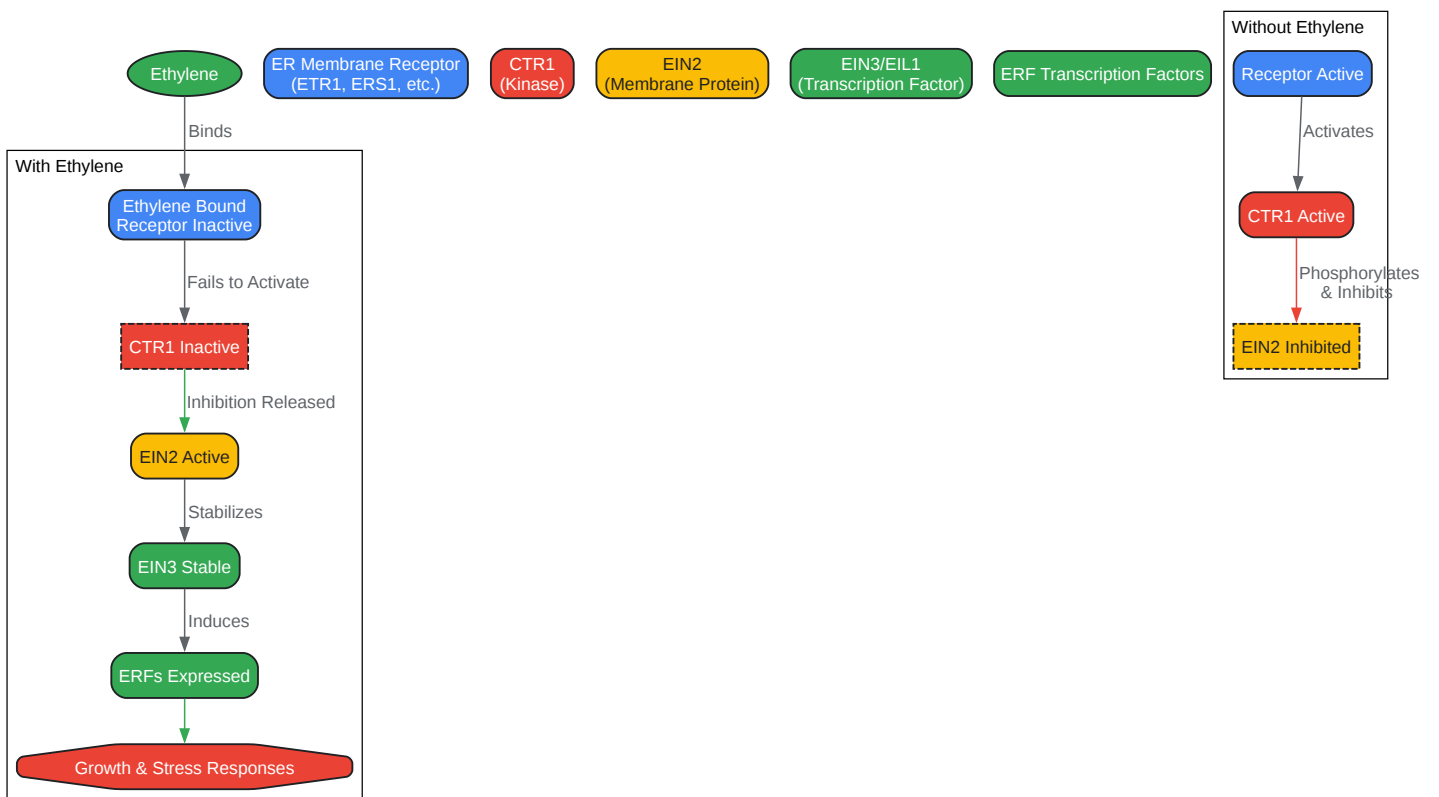 Ethylene
ER Membrane Receptor
(ETR1, ERS1, etc.)
CTR1
(Kinase)
EIN2
(Membrane Protein)
EIN3/EIL1
(Transcription Factor)
ERF Transcription Factors
Without Ethylene
Receptor Active
Activates
CTR1 Active
Phosphorylates
& Inhibits
EIN2 Inhibited
Binds
With Ethylene
Ethylene Bound
Receptor Inactive
Fails to Activate
CTR1 Inactive
Inhibition Released
EIN2 Active
Stabilizes
EIN3 Stable
Induces
ERFs Expressed
Growth & Stress Responses